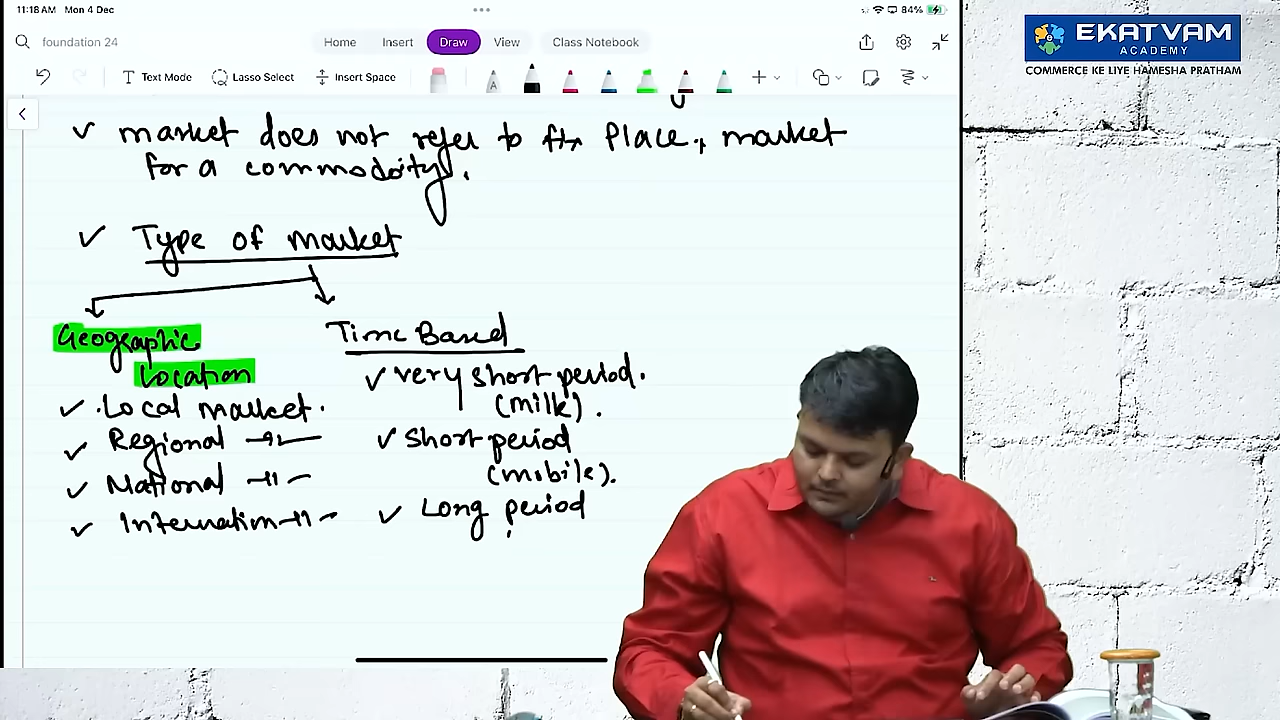 11:18 AM Mon 4 Dec
84%
foundation 24
Home Insert Draw View Class Notebook
Text Mode Lasso Select Insert Space
EKATVAM
ACADEMY
COMMERCE KE LIYE HAMESHA PRATHAM
✓ market does not refer to fix Place, market
for a commodity.
✓ Type of market
Geographic
Location
✓ Local market.
✓ Regional -"-
✓ National -"-
✓ Internation-"-
Time Based
✓ very short period.
(milk).
✓ Short period
(mobile).
✓ Long period